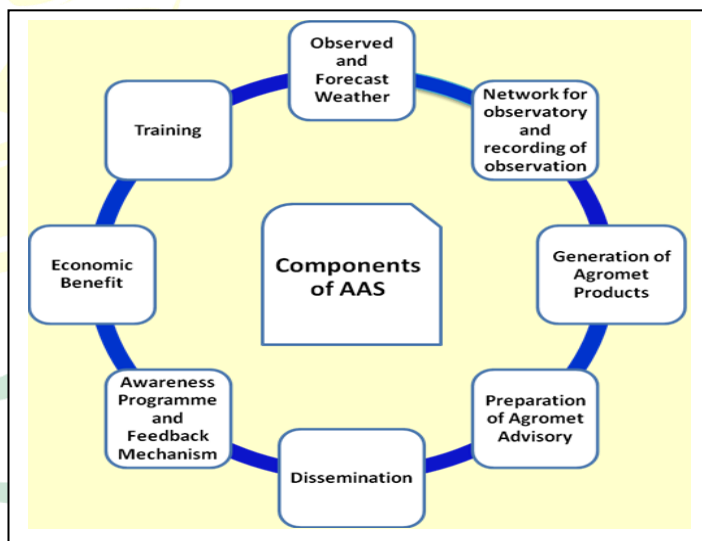 Observed
and
Forecast
Weather
Network for
observatory
and
recording of
observation
Generation of
Agromet
Products
Preparation
of Agromet
Advisory
Dissemination
Awareness
Programme
and
Feedback
Mechanism
Economic
Benefit
Training
Components
of AAS